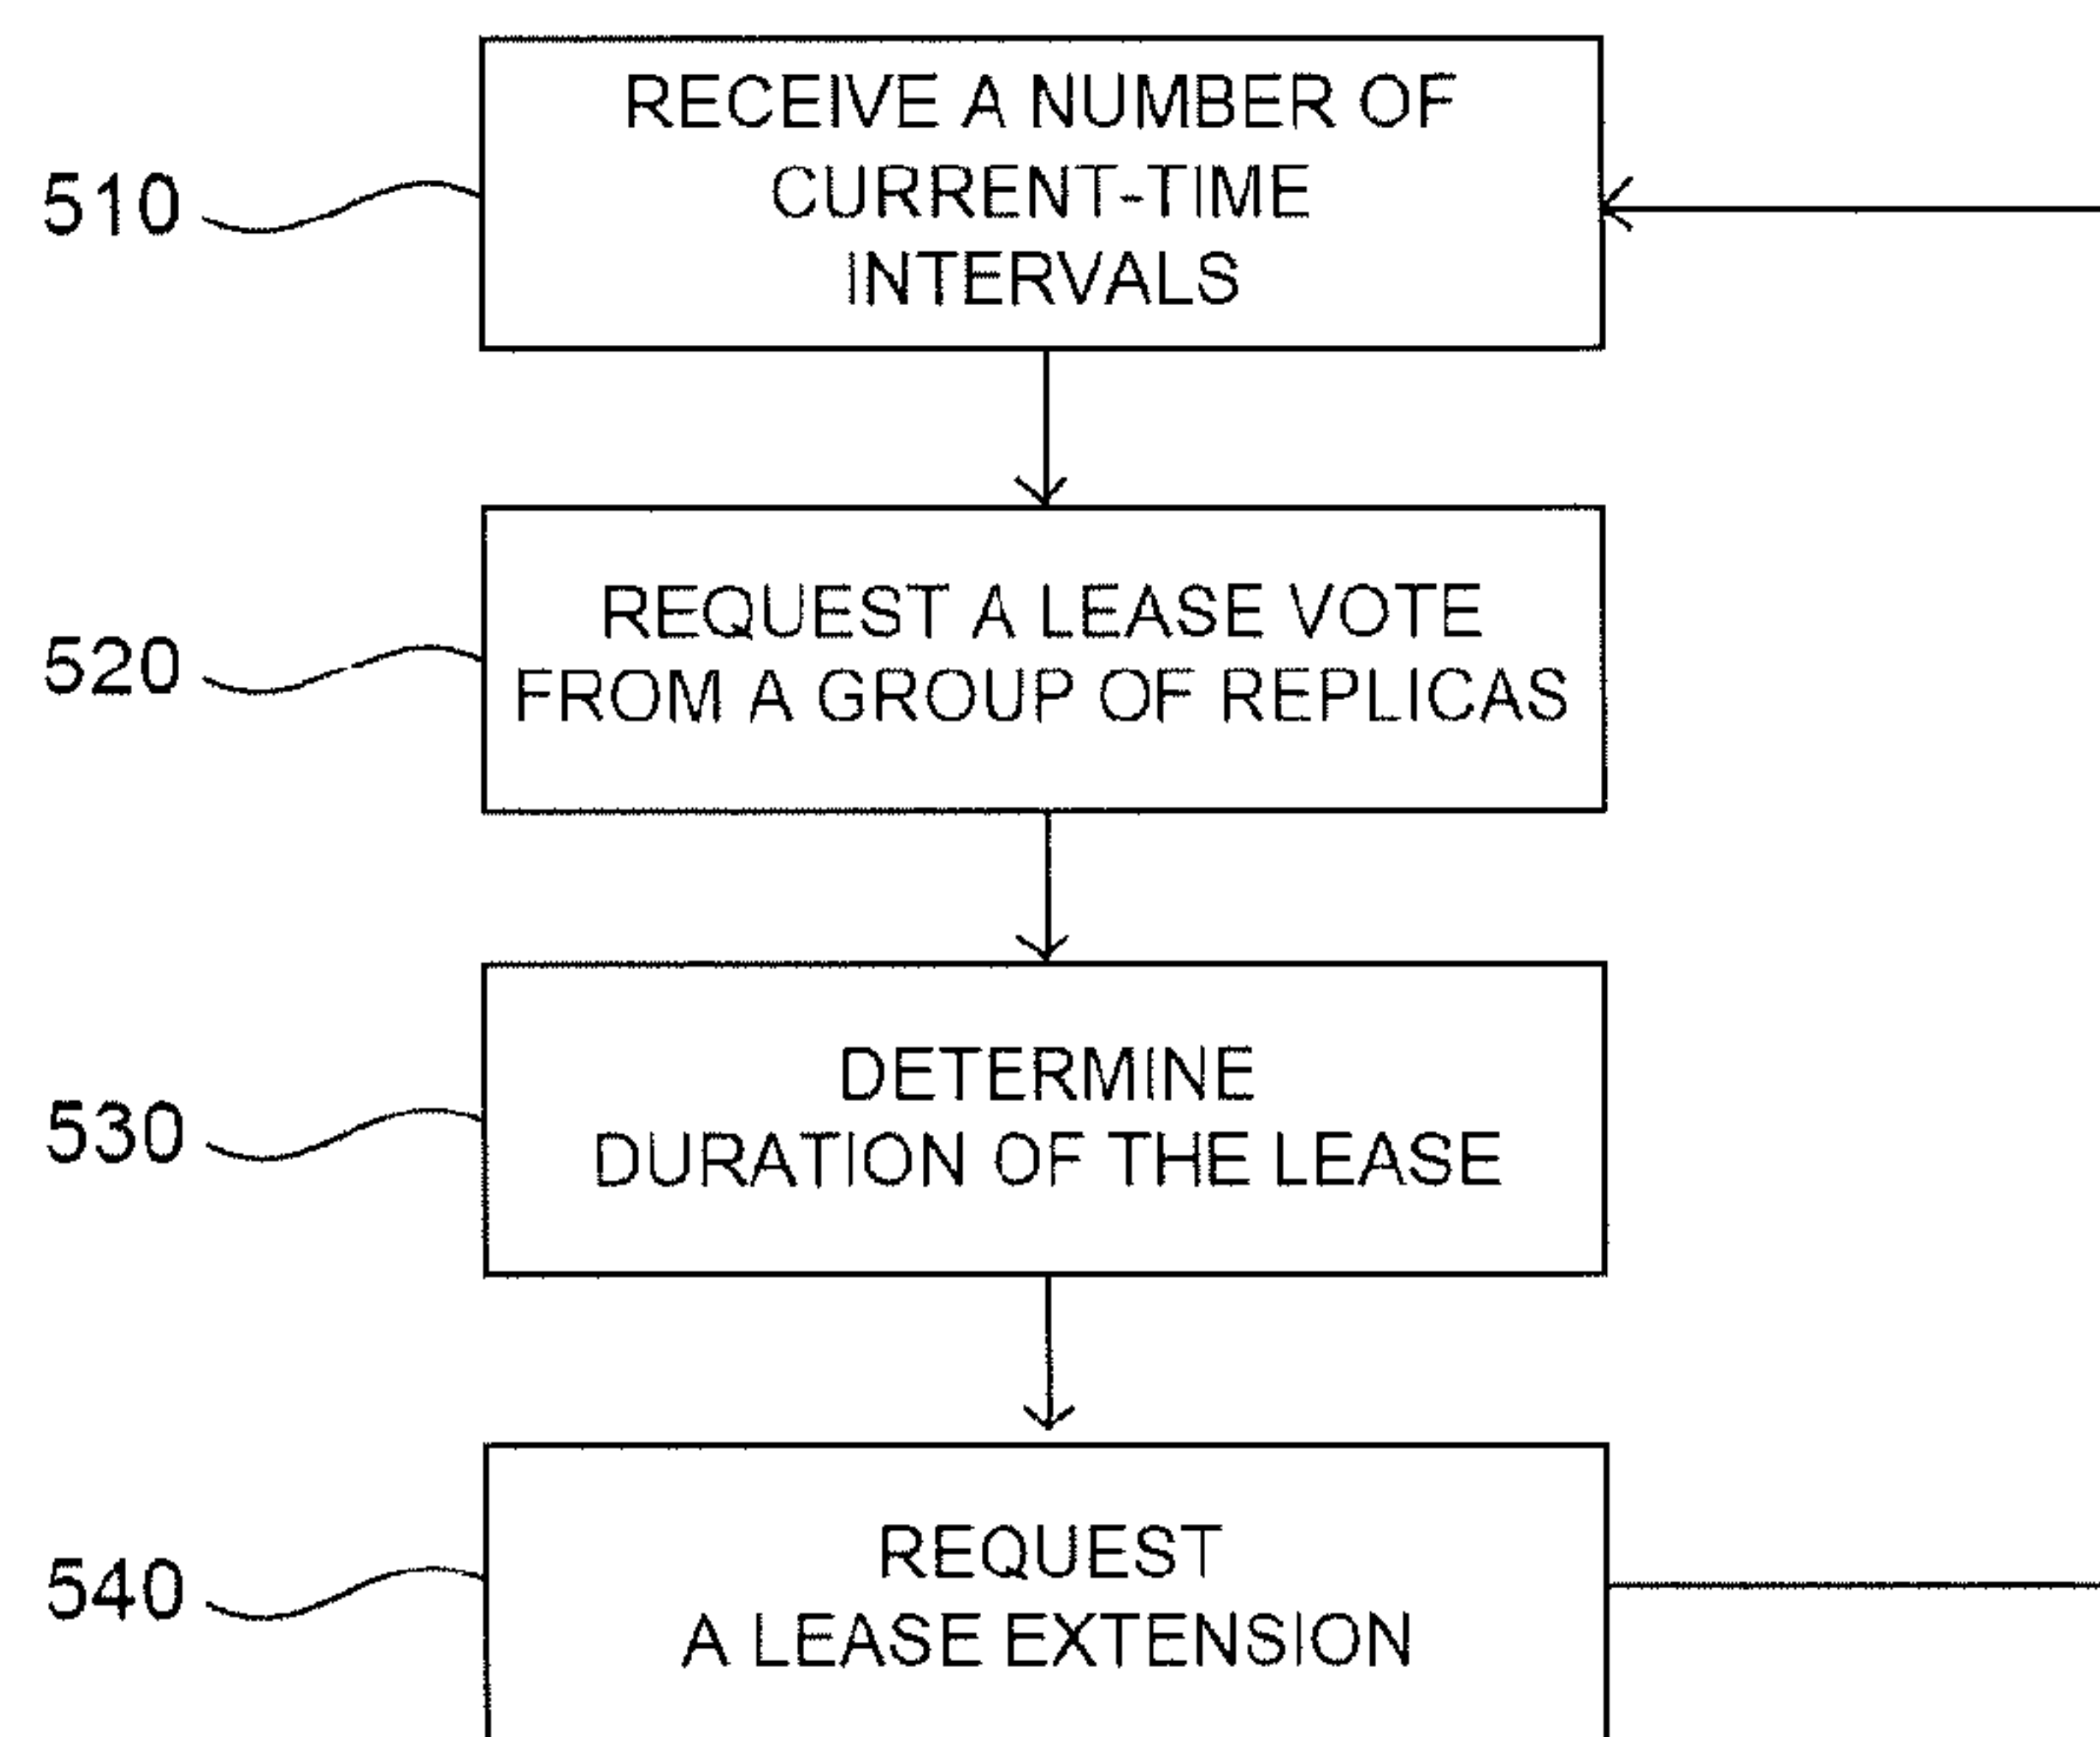 RECEIVE A NUMBER OF
CURRENT-TIME
INTERVALS
510
REQUEST A LEASE VOTE
FROM A GROUP OF REPLICAS
520
DETERMINE
DURATION OF THE LEASE
530
REQUEST
A LEASE EXTENSION
540